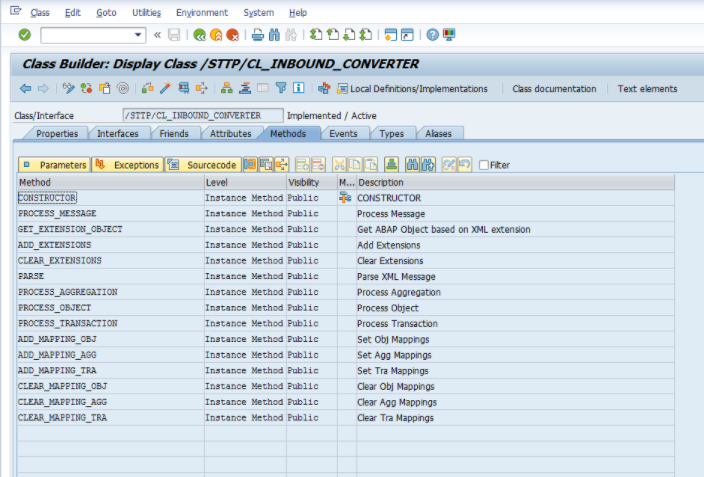 Class Edit Goto Utilities Environment System Help
Class Builder: Display Class /STTP/CL_INBOUND_CONVERTER
Local Definitions/Implementations Class documentation Text elements
Class/Interface /STTP/CL_INBOUND_CONVERTER Implemented / Active
Properties Interfaces Friends Attributes Methods Events Types Aliases
Parameters Exceptions Sourcecode Filter
Method Level Visibility M... Description
CONSTRUCTOR Instance Method Public CONSTRUCTOR
PROCESS_MESSAGE Instance Method Public Process Message
GET_EXTENSION_OBJECT Instance Method Public Get ABAP Object based on XML extension
ADD_EXTENSIONS Instance Method Public Add Extensions
CLEAR_EXTENSIONS Instance Method Public Clear Extensions
PARSE Instance Method Public Parse XML Message
PROCESS_AGGREGATION Instance Method Public Process Aggregation
PROCESS_OBJECT Instance Method Public Process Object
PROCESS_TRANSACTION Instance Method Public Process Transaction
ADD_MAPPING_OBJ Instance Method Public Set Obj Mappings
ADD_MAPPING_AGG Instance Method Public Set Agg Mappings
ADD_MAPPING_TRA Instance Method Public Set Tra Mappings
CLEAR_MAPPING_OBJ Instance Method Public Clear Obj Mappings
CLEAR_MAPPING_AGG Instance Method Public Clear Agg Mappings
CLEAR_MAPPING_TRA Instance Method Public Clear Tra Mappings